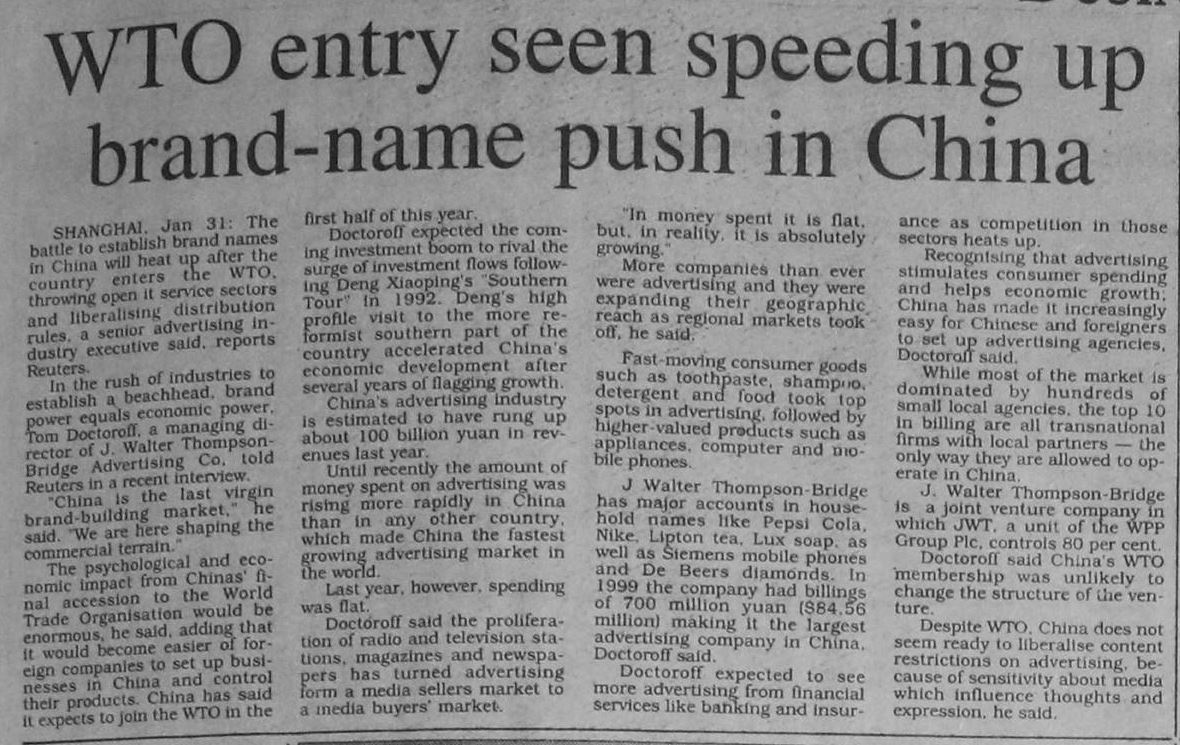 WTO entry seen speeding up
brand-name push in China
SHANGHAI, Jan 31: The
battle to establish brand names
in China will heat up after the
country enters the WTO,
throwing open it service sectors
and liberalising distribution
rules, a senior advertising in-
dustry executive said, reports
Reuters.
In the rush of industries to
establish a beachhead, brand
power equals economic power,
Tom Doctoroff, a managing di-
rector of J. Walter Thompson-
Bridge Advertising Co, told
Reuters in a recent interview.
"China is the last virgin
brand-building market," he
said. "We are here shaping the
commercial terrain."
The psychological and eco-
nomic impact from Chinas' fi-
nal accession to the World
Trade Organisation would be
enormous, he said, adding that
it would become easier of for-
eign companies to set up busi-
nesses in China and control
their products. China has said
it expects to join the WTO in the
first half of this year.
Doctoroff expected the com-
ing investment boom to rival the
surge of investment flows follow-
ing Deng Xiaoping's "Southern
Tour" in 1992. Deng's high
profile visit to the more re-
formist southern part of the
country accelerated China's
economic development after
several years of flagging growth.
China's advertising industry
is estimated to have rung up
about 100 billion yuan in rev-
enues last year.
Until recently the amount of
money spent on advertising was
rising more rapidly in China
than in any other country,
which made China the fastest
growing advertising market in
the world.
Last year, however, spending
was flat.
Doctoroff said the prolifera-
tion of radio and television sta-
tions, magazines and newspa-
pers has turned advertising
form a media sellers market to
a media buyers' market.
"In money spent it is flat,
but, in reality, it is absolutely
growing."
More companies than ever
were advertising and they were
expanding their geographic
reach as regional markets took
off, he said.
Fast-moving consumer goods
such as toothpaste, shampoo,
detergent and food took top
spots in advertising, followed by
higher-valued products such as
appliances, computer and mo-
bile phones.
J Walter Thompson-Bridge
has major accounts in house-
hold names like Pepsi Cola,
Nike, Lipton tea, Lux soap, as
well as Siemens mobile phones
and De Beers diamonds. In
1999 the company had billings
of 700 million yuan ($84.56
million) making it the largest
advertising company in China,
Doctoroff said.
Doctoroff expected to see
more advertising from financial
services like banking and insur-
ance as competition in those
sectors heats up.
Recognising that advertising
stimulates consumer spending
and helps economic growth,
China has made it increasingly
easy for Chinese and foreigners
to set up advertising agencies,
Doctoroff said.
While most of the market is
dominated by hundreds of
small local agencies, the top 10
in billing are all transnational
firms with local partners — the
only way they are allowed to op-
erate in China.
J. Walter Thompson-Bridge
is a joint venture company in
which JWT, a unit of the WPP
Group Plc, controls 80 per cent.
Doctoroff said China's WTO
membership was unlikely to
change the structure of the ven-
ture.
Despite WTO, China does not
seem ready to liberalise content
restrictions on advertising, be-
cause of sensitivity about media
which influence thoughts and
expression, he said.